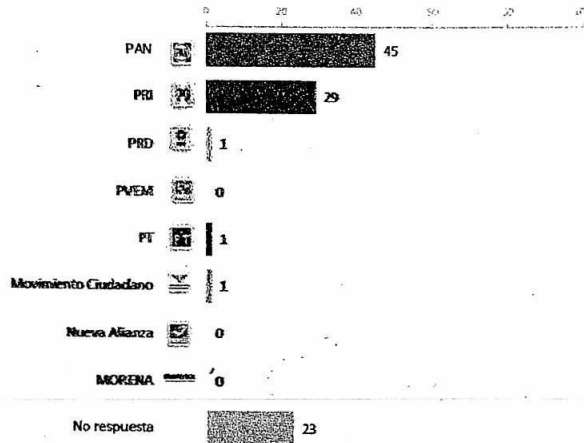 0 20
PAN 45
PRI 29
PRD 1
PVEM 0
PT 1
Movimiento Ciudadano 1
Nueva Alianza 0
MORENA 0
No respuesta 23